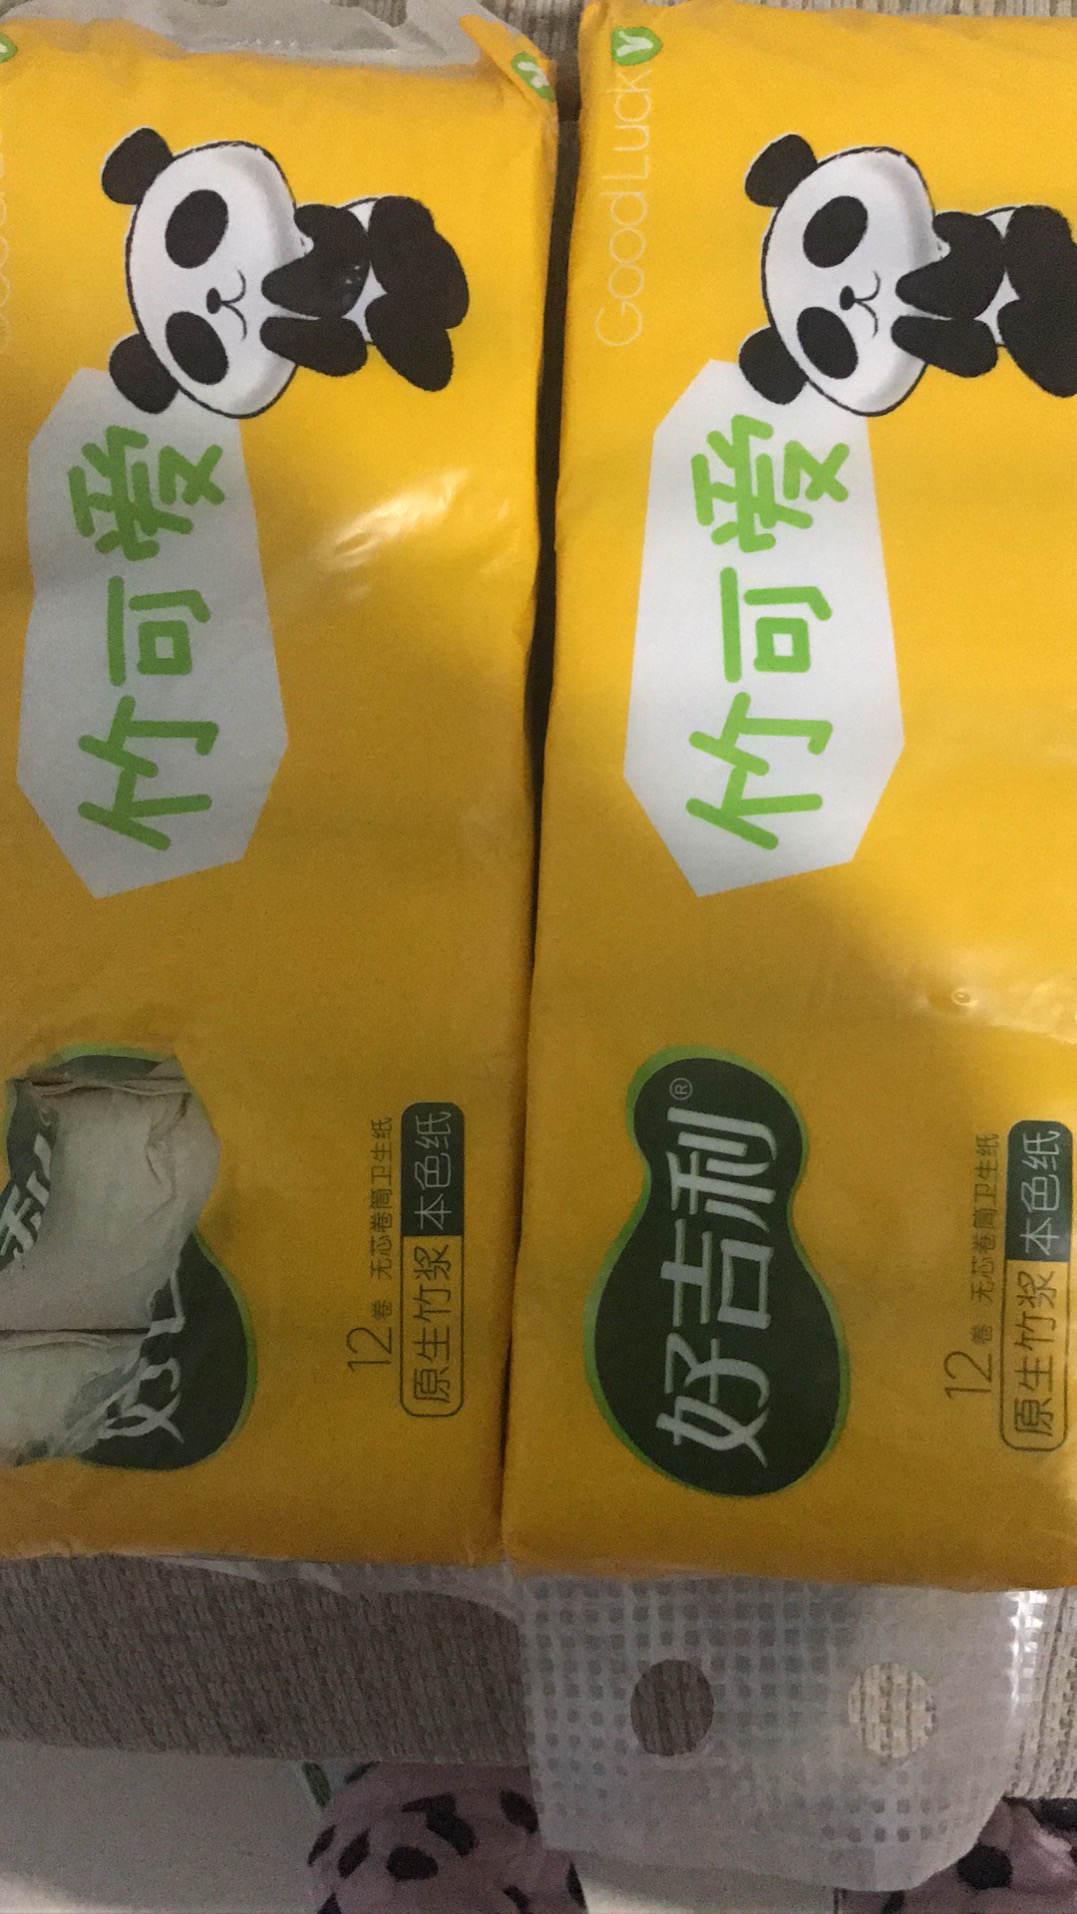 竹可爱
12卷 无芯卷筒卫生纸
原生竹浆 本色纸
Good Luck
竹可爱
好吉利®
12卷 无芯卷筒卫生纸
原生竹浆 本色纸